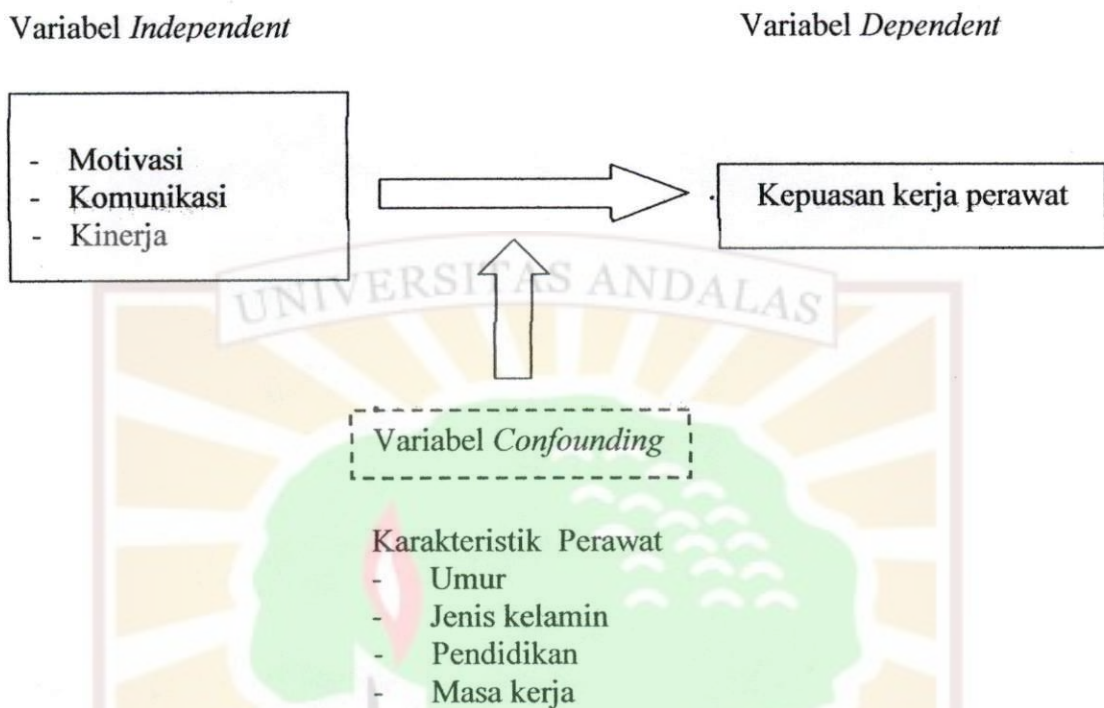 Variabel Independent
Variabel Dependent
- Motivasi
- Komunikasi
- Kinerja
Kepuasan kerja perawat
UNIVERSITAS ANDALAS
Variabel Confounding
Karakteristik Perawat
- Umur
- Jenis kelamin
- Pendidikan
- Masa kerja